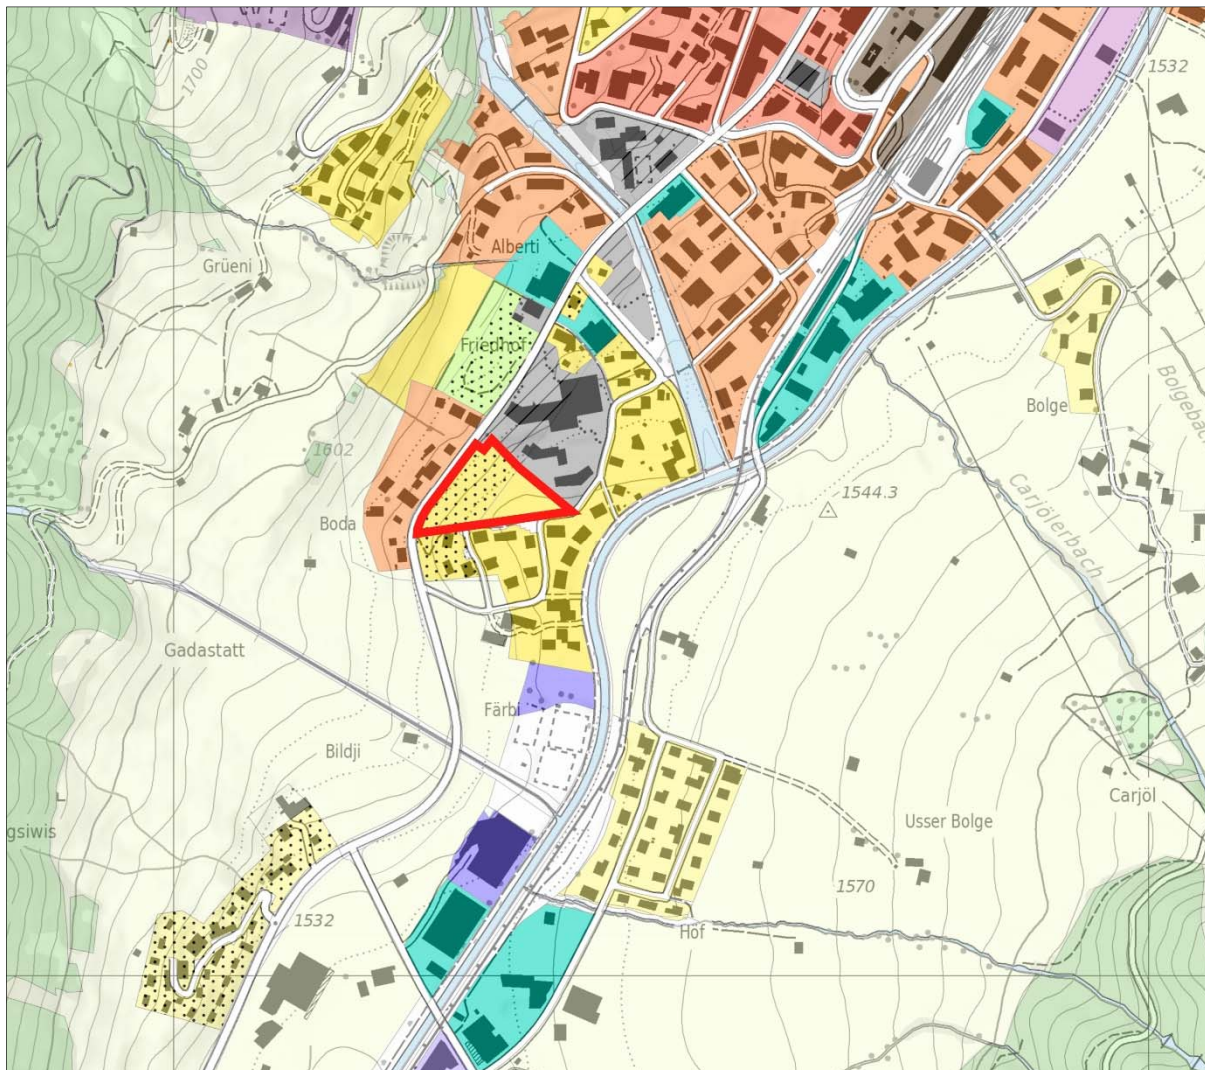 1700
1532
Grüeni
Alberti
Friedhof
Bolgebach
Bolge
1602
1544.3
Boda
Carjölerbach
Gadastatt
Färbi
Bildji
Carjöl
gsiwis
Usser Bolge
1570
1532
Hof